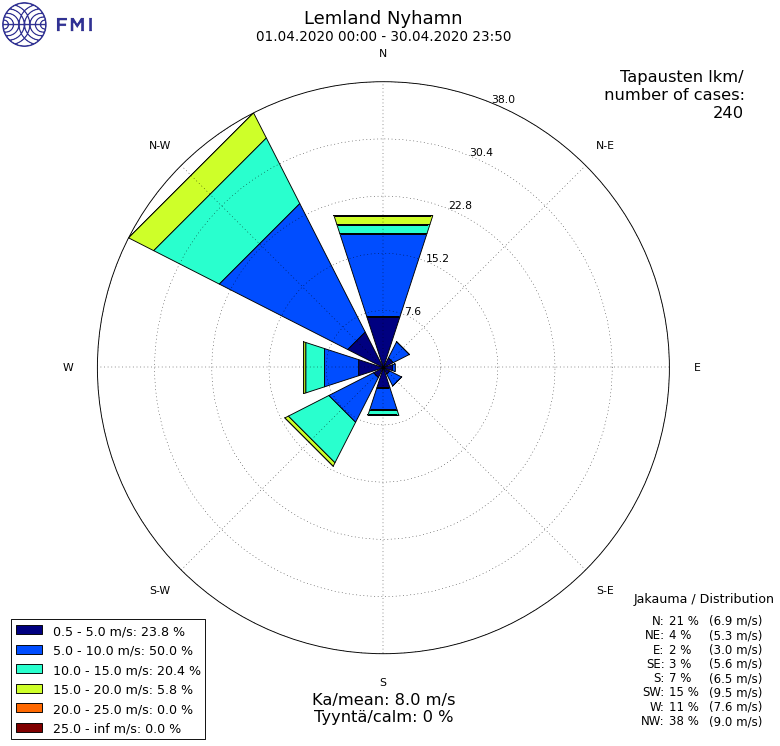 FMI
Lemland Nyhamn
01.04.2020 00:00 - 30.04.2020 23:50
Tapausten lkm/
number of cases:
240
N
N-E
E
S-E
S
S-W
W
N-W
38.0
30.4
22.8
15.2
7.6
0.5 - 5.0 m/s: 23.8 %
5.0 - 10.0 m/s: 50.0 %
10.0 - 15.0 m/s: 20.4 %
15.0 - 20.0 m/s: 5.8 %
20.0 - 25.0 m/s: 0.0 %
25.0 - inf m/s: 0.0 %
Ka/mean: 8.0 m/s
Tyyntä/calm: 0 %
Jakauma / Distribution
N: 21 % (6.9 m/s)
NE: 4 % (5.3 m/s)
E: 2 % (3.0 m/s)
SE: 3 % (5.6 m/s)
S: 7 % (6.5 m/s)
SW: 15 % (9.5 m/s)
W: 11 % (7.6 m/s)
NW: 38 % (9.0 m/s)